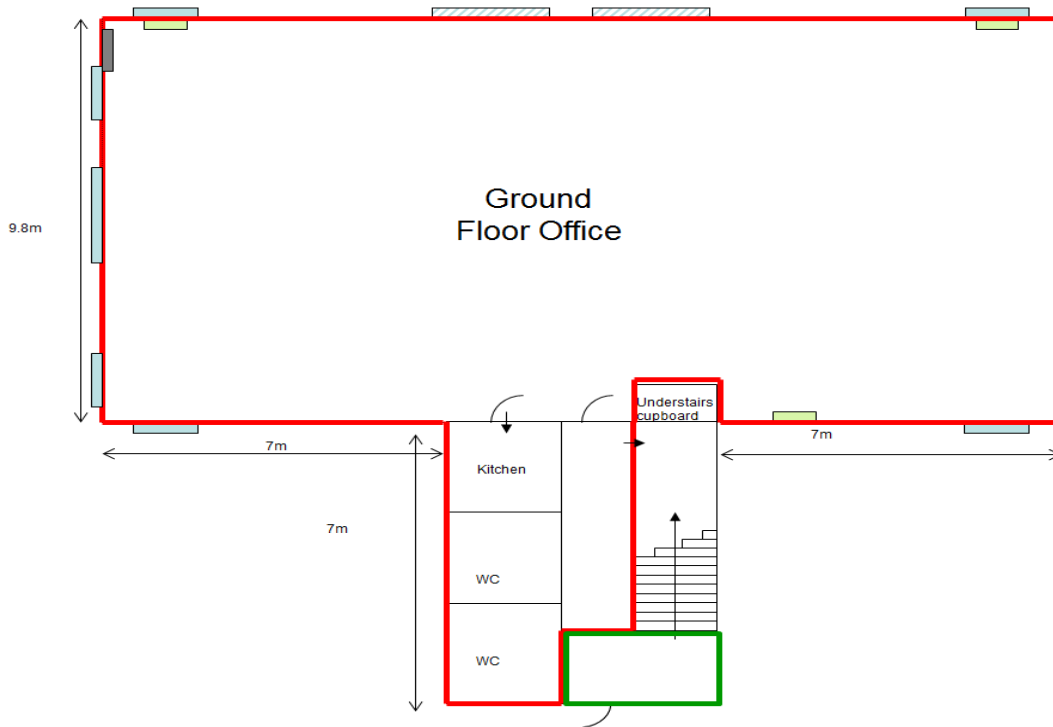 Ground
Floor Office
9.8m
Understairs
cupboard
7m
7m
Kitchen
7m
WC
WC